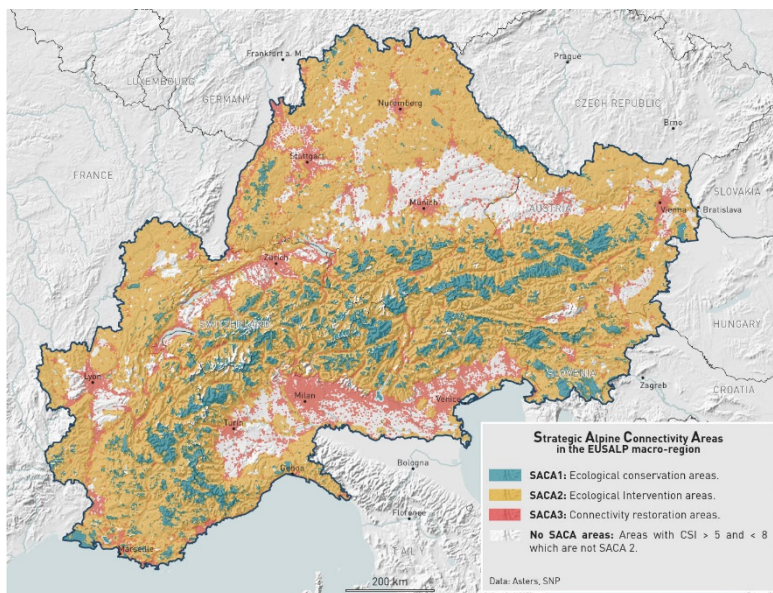 Frankfurt a. M.
Prague
LUXEMBOURG
GERMANY
Nuremberg
CZECH REPUBLIC
Brno
Stuttgart
FRANCE
SLOVAKIA
Munich
AUSTRIA
Vienna
Bratislava
Zürich
SWITZERLAND
HUNGARY
SLOVENIA
Lyon
Zagreb
CROATIA
Milan
Venice
Turin
Genoa
Bologna
Florence
Marseille
ITALY
200 km
Strategic Alpine Connectivity Areas
in the EUSALP macro-region
SACA1: Ecological conservation areas.
SACA2: Ecological Intervention areas.
SACA3: Connectivity restoration areas.
No SACA areas: Areas with CSI > 5 and < 8
which are not SACA 2.
Data: Asters, SNP